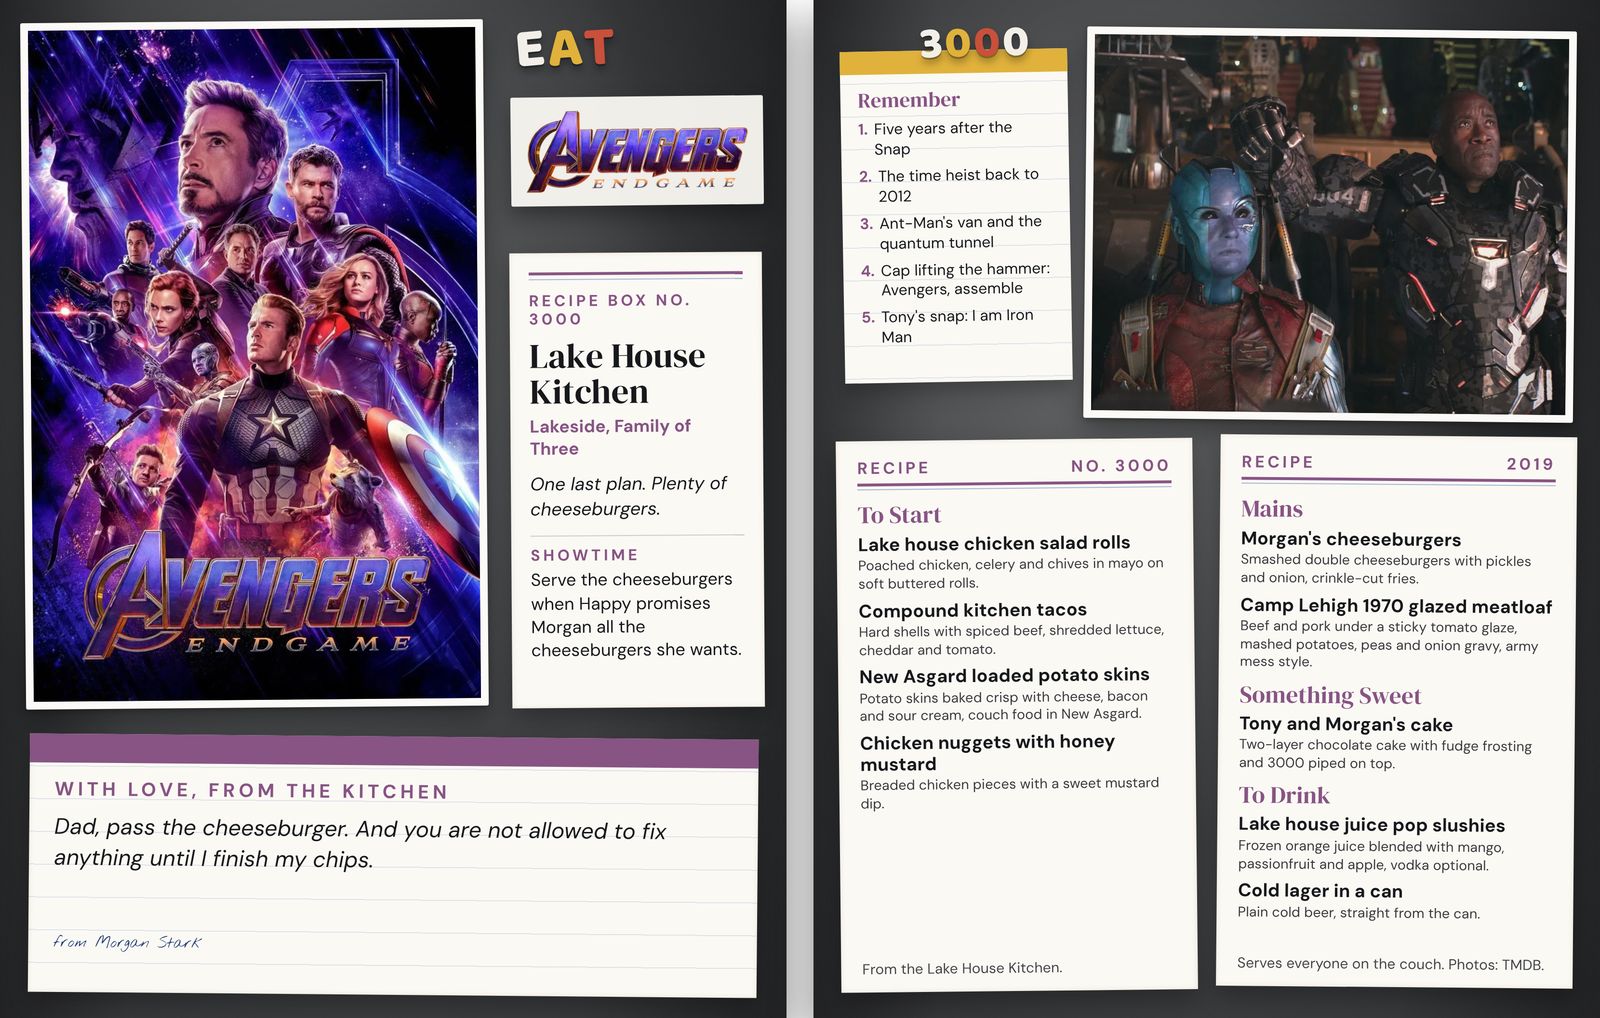 EAT
AVENGERS
ENDGAME
AVENGERS
ENDGAME
RECIPE BOX NO.
3000
Lake House
Kitchen
Lakeside, Family of
Three
One last plan. Plenty of
cheeseburgers.
SHOWTIME
Serve the cheeseburgers
when Happy promises
Morgan all the
cheeseburgers she wants.
WITH LOVE, FROM THE KITCHEN
Dad, pass the cheeseburger. And you are not allowed to fix
anything until I finish my chips.
from Morgan Stark
3000
Remember
1. Five years after the
Snap
2. The time heist back to
2012
3. Ant-Man's van and the
quantum tunnel
4. Cap lifting the hammer:
Avengers, assemble
5. Tony's snap: I am Iron
Man
RECIPE NO. 3000
To Start
Lake house chicken salad rolls
Poached chicken, celery and chives in mayo on
soft buttered rolls.
Compound kitchen tacos
Hard shells with spiced beef, shredded lettuce,
cheddar and tomato.
New Asgard loaded potato skins
Potato skins baked crisp with cheese, bacon
and sour cream, couch food in New Asgard.
Chicken nuggets with honey
mustard
Breaded chicken pieces with a sweet mustard
dip.
From the Lake House Kitchen.
RECIPE 2019
Mains
Morgan's cheeseburgers
Smashed double cheeseburgers with pickles
and onion, crinkle-cut fries.
Camp Lehigh 1970 glazed meatloaf
Beef and pork under a sticky tomato glaze,
mashed potatoes, peas and onion gravy, army
mess style.
Something Sweet
Tony and Morgan's cake
Two-layer chocolate cake with fudge frosting
and 3000 piped on top.
To Drink
Lake house juice pop slushies
Frozen orange juice blended with mango,
passionfruit and apple, vodka optional.
Cold lager in a can
Plain cold beer, straight from the can.
Serves everyone on the couch. Photos: TMDB.